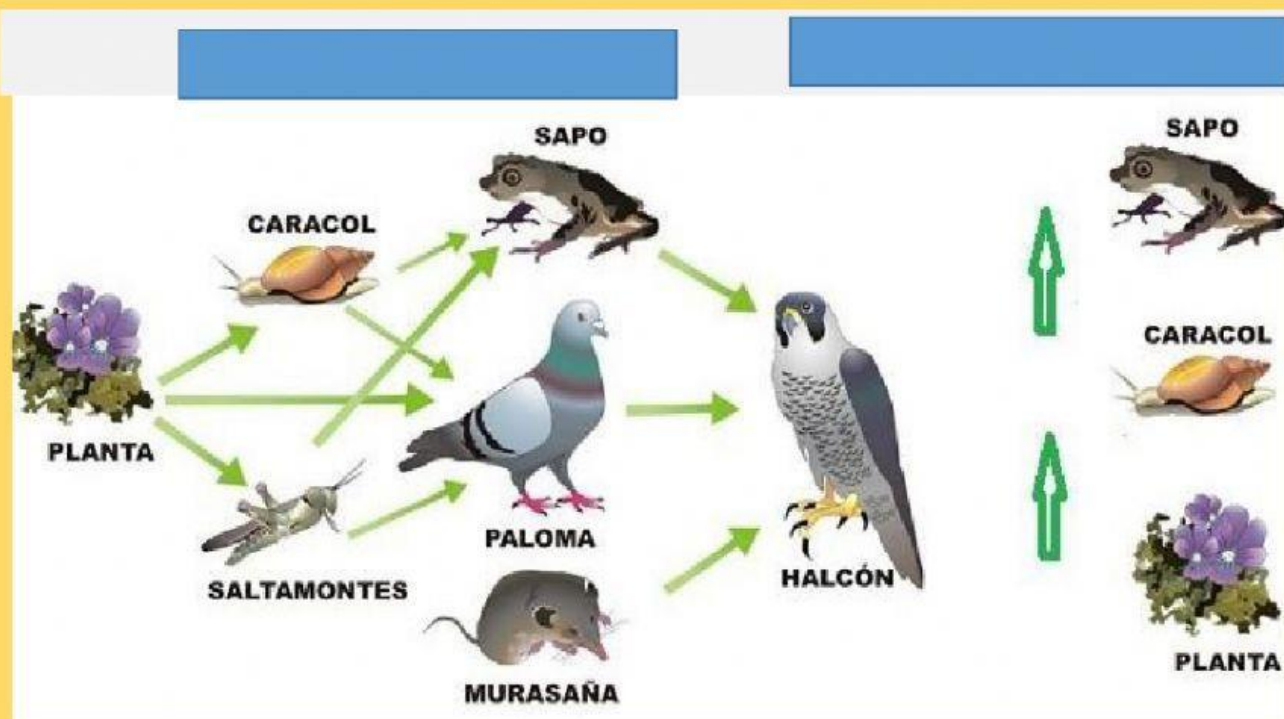 SAPO
CARACOL
PLANTA
SALTAMONTES
PALOMA
MURASAÑA
HALCÓN
SAPO
CARACOL
PLANTA